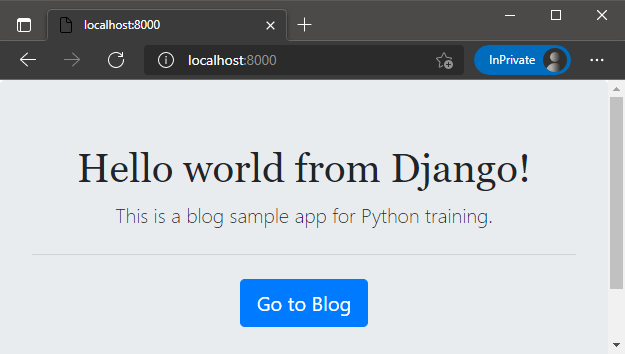 localhost:8000
localhost:8000
InPrivate
Hello world from Django!
This is a blog sample app for Python training.
Go to Blog